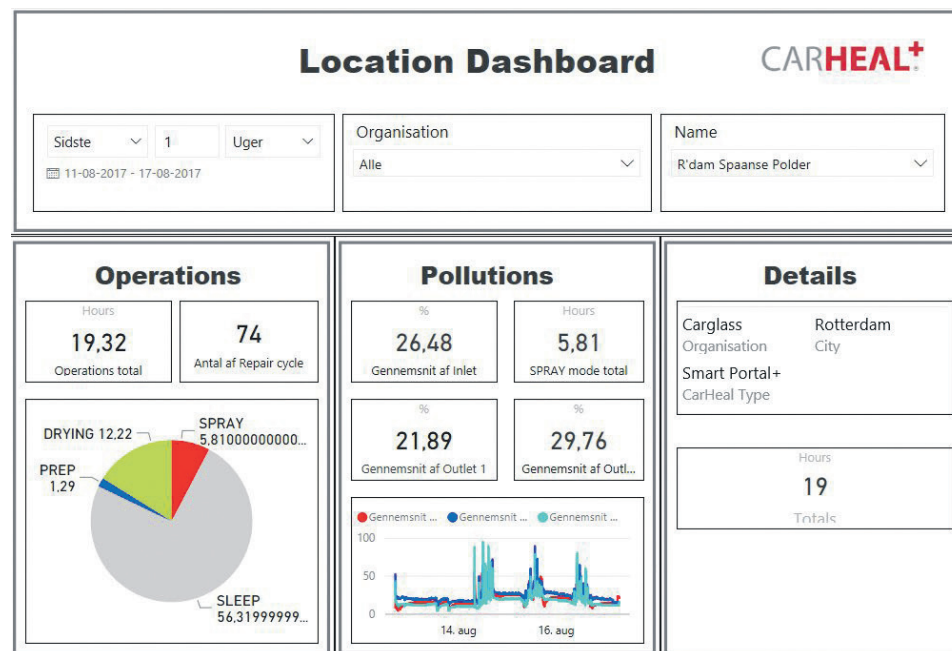 Location Dashboard
CARHEAL+
Sidste
1
Uger
11-08-2017 - 17-08-2017
Organisation
Alle
Name
R'dam Spaanse Polder
Operations
Hours
19,32
Operations total
74
Antal af Repair cycle
DRYING 12,22
SPRAY
5,81000000000...
PREP
1,29
SLEEP
56,31999999...
Pollutions
%
26,48
Gennemsnit af Inlet
Hours
5,81
SPRAY mode total
%
21,89
Gennemsnit af Outlet 1
%
29,76
Gennemsnit af Outl...
Gennemsnit ...
Gennemsnit ...
Gennemsnit ...
100
50
0
14. aug
16. aug
Details
Carglass
Organisation
Rotterdam
City
Smart Portal+
CarHeal Type
Hours
19
Totals